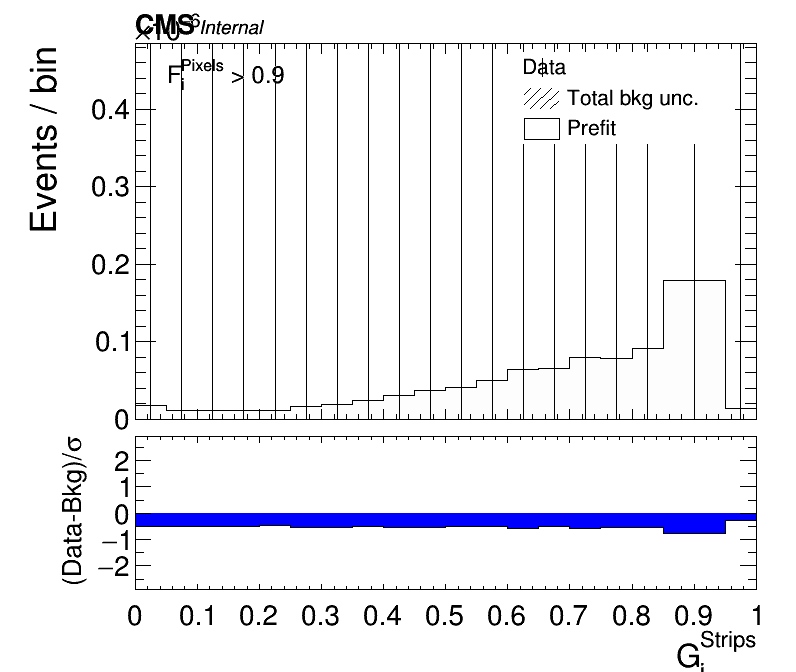 CMS Internal
×10⁻⁶
Events / bin
F_i^Pixels > 0.9
Data
Total bkg unc.
Prefit
0.4
0.3
0.2
0.1
0
(Data-Bkg)/σ
2
1
0
−1
−2
0 0.1 0.2 0.3 0.4 0.5 0.6 0.7 0.8 0.9 1
G_i^Strips